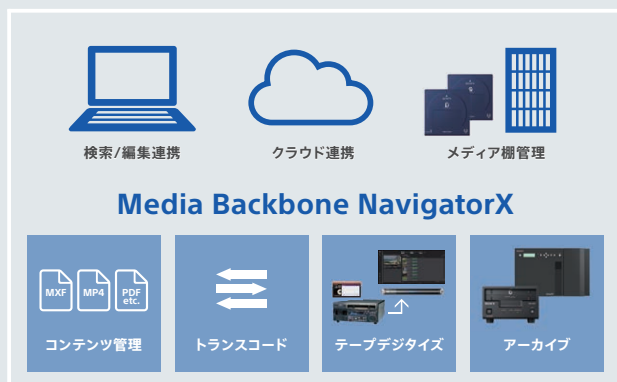 検索/編集連携
クラウド連携
メディア棚管理
Media Backbone NavigatorX
MXF
MP4
PDF
etc.
コンテンツ管理
トランスコード
テープデジタイズ
アーカイブ